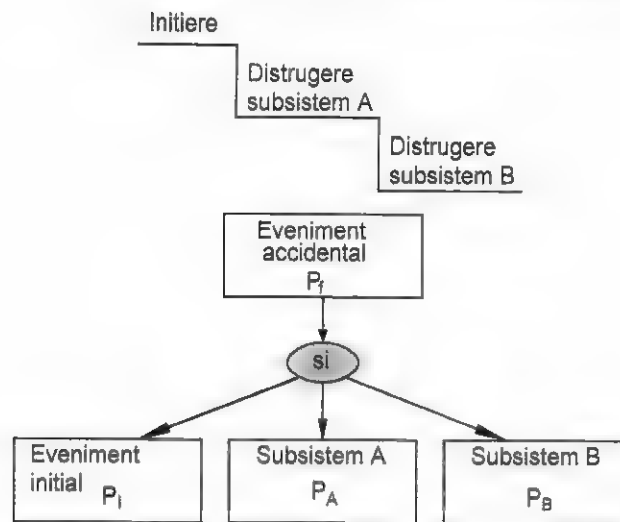 Initiere
Distrugere
subsistem A
Distrugere
subsistem B
Eveniment
accidental
Pf
si
Eveniment
initial PI
Subsistem A
PA
Subsistem B
PB